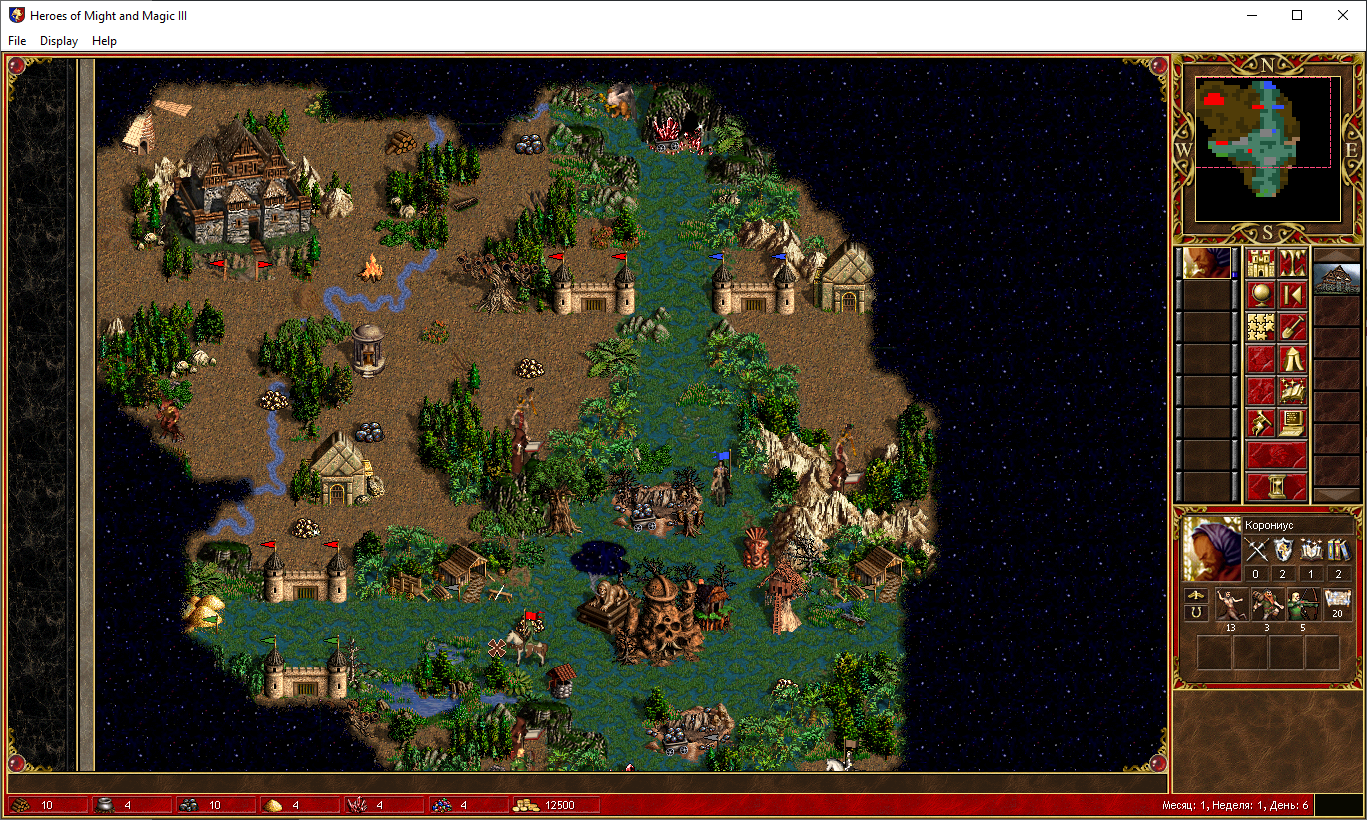 Heroes of Might and Magic III
File Display Help
N
W E
S
Корониус
0 2 1 2
20
13 3 5
10 4 10 4 4 4 12500 Месяц: 1, Неделя: 1, День: 6